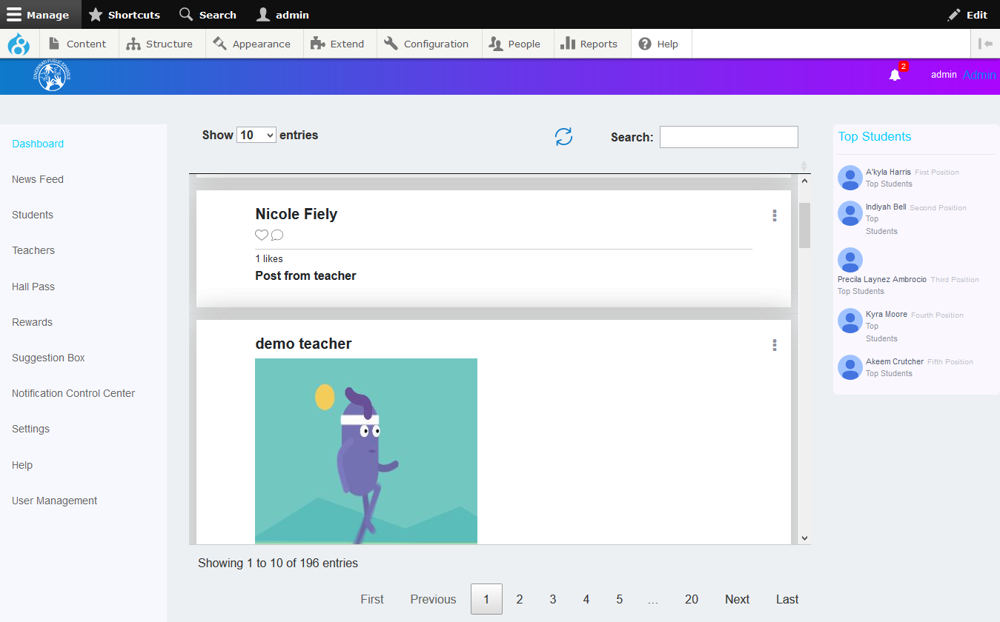 Manage Shortcuts Search admin Edit
Content Structure Appearance Extend Configuration People Reports Help
CINCINNATI PUBLIC SCHOOLS
2
admin Admin
Dashboard
News Feed
Students
Teachers
Hall Pass
Rewards
Suggestion Box
Notification Control Center
Settings
Help
User Management
Show 10 entries
Search:
Nicole Fiely
1 likes
Post from teacher
demo teacher
Showing 1 to 10 of 196 entries
First Previous 1 2 3 4 5 … 20 Next Last
Top Students
A'kyla Harris First Position
Top Students
Indiyah Bell Second Position
Top
Students
Precila Laynez Ambrocio Third Position
Top Students
Kyra Moore Fourth Position
Top
Students
Akeem Crutcher Fifth Position
Top Students